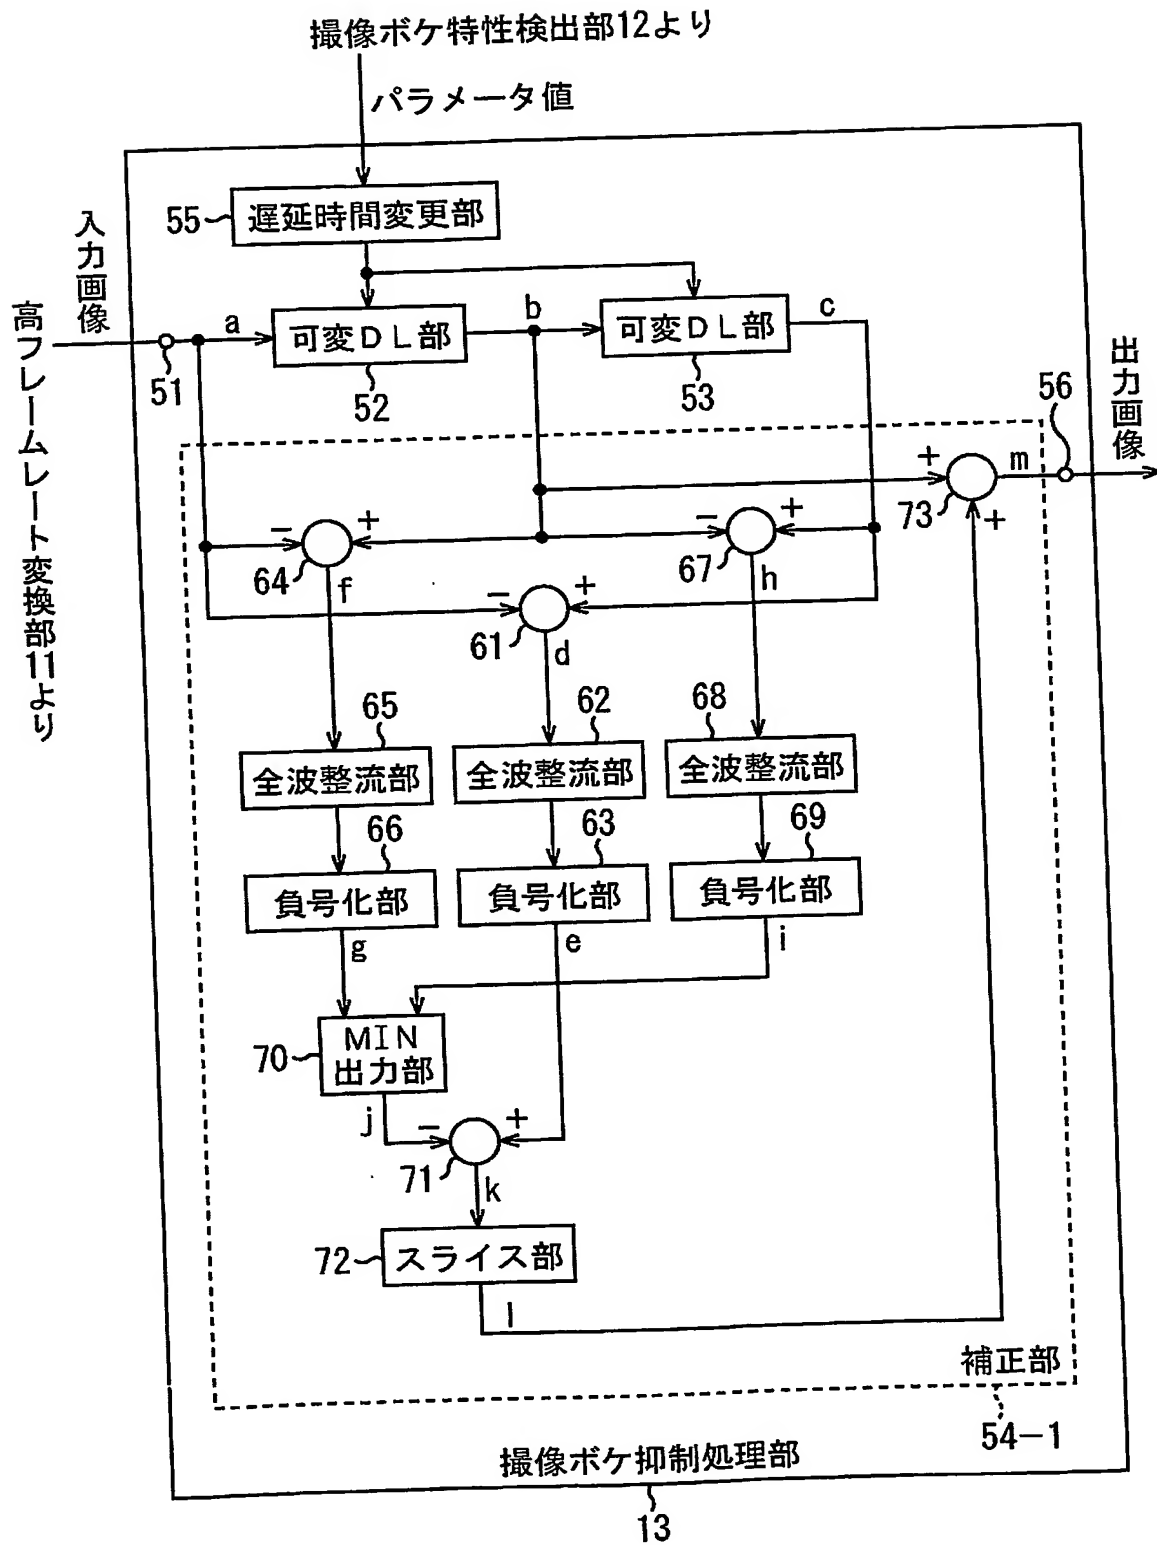 撮像ボケ特性検出部12より
パラメータ値
55
遅延時間変更部
入力画像
高フレームレート変換部11より
51
a
可変DL部
52
b
可変DL部
53
c
出力画像
56
m
+
73
+
-
64
+
f
-
67
+
h
-
61
+
d
65
全波整流部
62
全波整流部
68
全波整流部
66
負号化部
63
負号化部
69
負号化部
g
e
i
70
MIN
出力部
j
-
+
71
k
72
スライス部
l
補正部
54-1
撮像ボケ抑制処理部
13